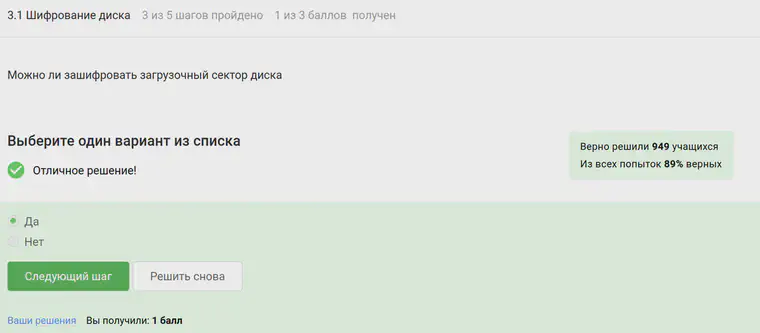 3.1 Шифрование диска 3 из 5 шагов пройдено 1 из 3 баллов получен
Можно ли зашифровать загрузочный сектор диска
Выберите один вариант из списка
Отличное решение!
Верно решили 949 учащихся
Из всех попыток 89% верных
Да
Нет
Следующий шаг Решить снова
Ваши решения Вы получили: 1 балл